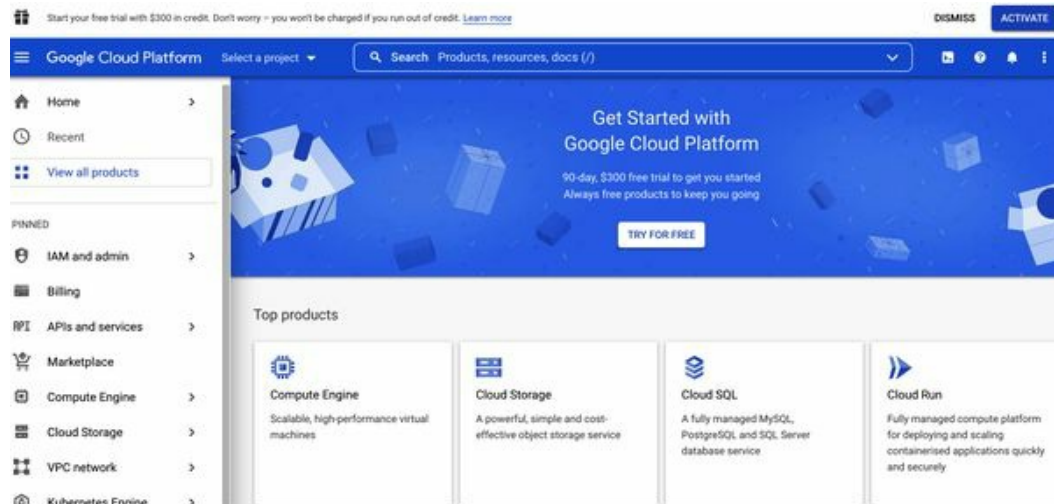 Start your free trial with $300 in credit. Don't worry – you won't be charged if you run out of credit. Learn more
DISMISS
ACTIVATE
Google Cloud Platform
Select a project
Search Products, resources, docs (/)
Home
Recent
View all products
PINNED
IAM and admin
Billing
API APIs and services
Marketplace
Compute Engine
Cloud Storage
VPC network
Kubernetes Engine
Get Started with
Google Cloud Platform
90-day, $300 free trial to get you started
Always free products to keep you going
TRY FOR FREE
Top products
Compute Engine
Scalable, high-performance virtual
machines
Cloud Storage
A powerful, simple and cost-
effective object storage service
Cloud SQL
A fully managed MySQL,
PostgreSQL and SQL Server
database service
Cloud Run
Fully managed compute platform
for deploying and scaling
containerised applications quickly
and securely